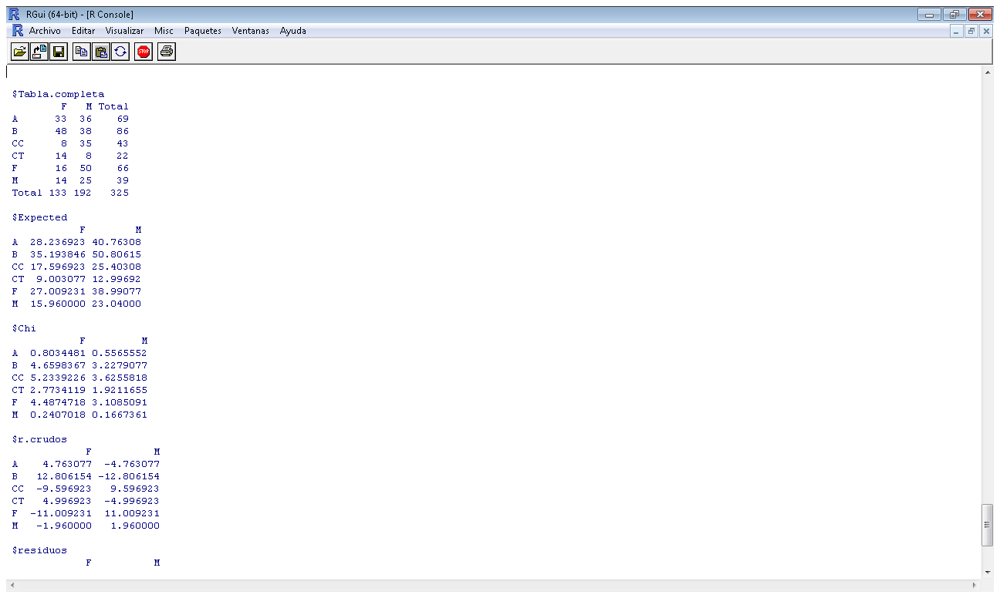 RGui (64-bit) - [R Console]
Archivo Editar Visualizar Misc Paquetes Ventanas Ayuda
STOP
$Tabla.completa
        F   M Total
A      33  36    69
B      48  38    86
CC      8  35    43
CT     14   8    22
F      16  50    66
M      14  25    39
Total 133 192   325
$Expected
           F        M
A  28.236923 40.76308
B  35.193846 50.80615
CC 17.596923 25.40308
CT  9.003077 12.99692
F  27.009231 38.99077
M  15.960000 23.04000
$Chi
           F         M
A  0.8034481 0.5565552
B  4.6598367 3.2279077
CC 5.2339226 3.6255818
CT 2.7734119 1.9211655
F  4.4874718 3.1085091
M  0.2407018 0.1667361
$r.crudos
            F          M
A    4.763077  -4.763077
B   12.806154 -12.806154
CC  -9.596923   9.596923
CT   4.996923  -4.996923
F  -11.009231  11.009231
M   -1.960000   1.960000
$residuos
            F          M